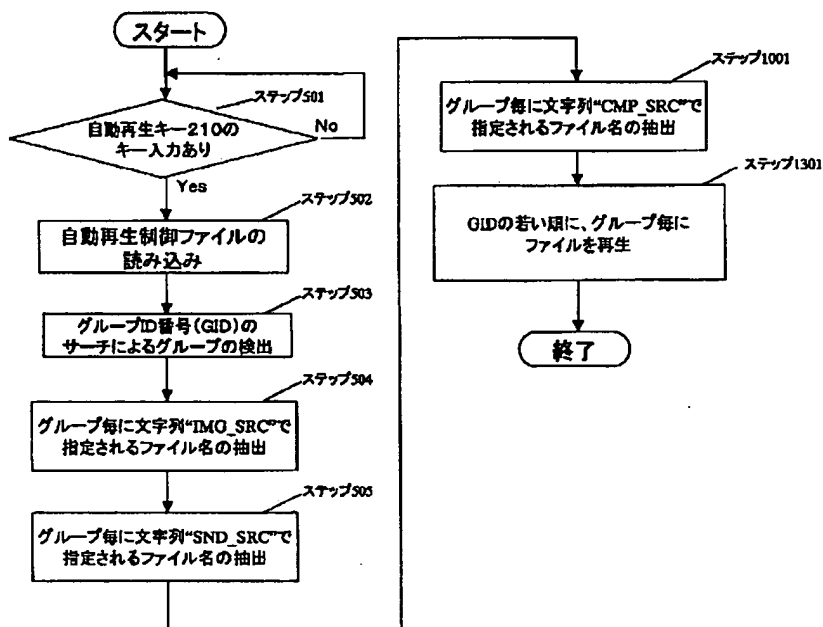 スタート
ステップ501
自動再生キー210の
キー入力あり
No
Yes
ステップ502
自動再生制御ファイルの
読み込み
ステップ503
グループID番号(GID)の
サーチによるグループの検出
ステップ504
グループ毎に文字列“IMG_SRC”で
指定されるファイル名の抽出
ステップ505
グループ毎に文字列“SND_SRC”で
指定されるファイル名の抽出
ステップ1001
グループ毎に文字列“CMP_SRC”で
指定されるファイル名の抽出
ステップ1301
GIDの若い順に、グループ毎に
ファイルを再生
終了